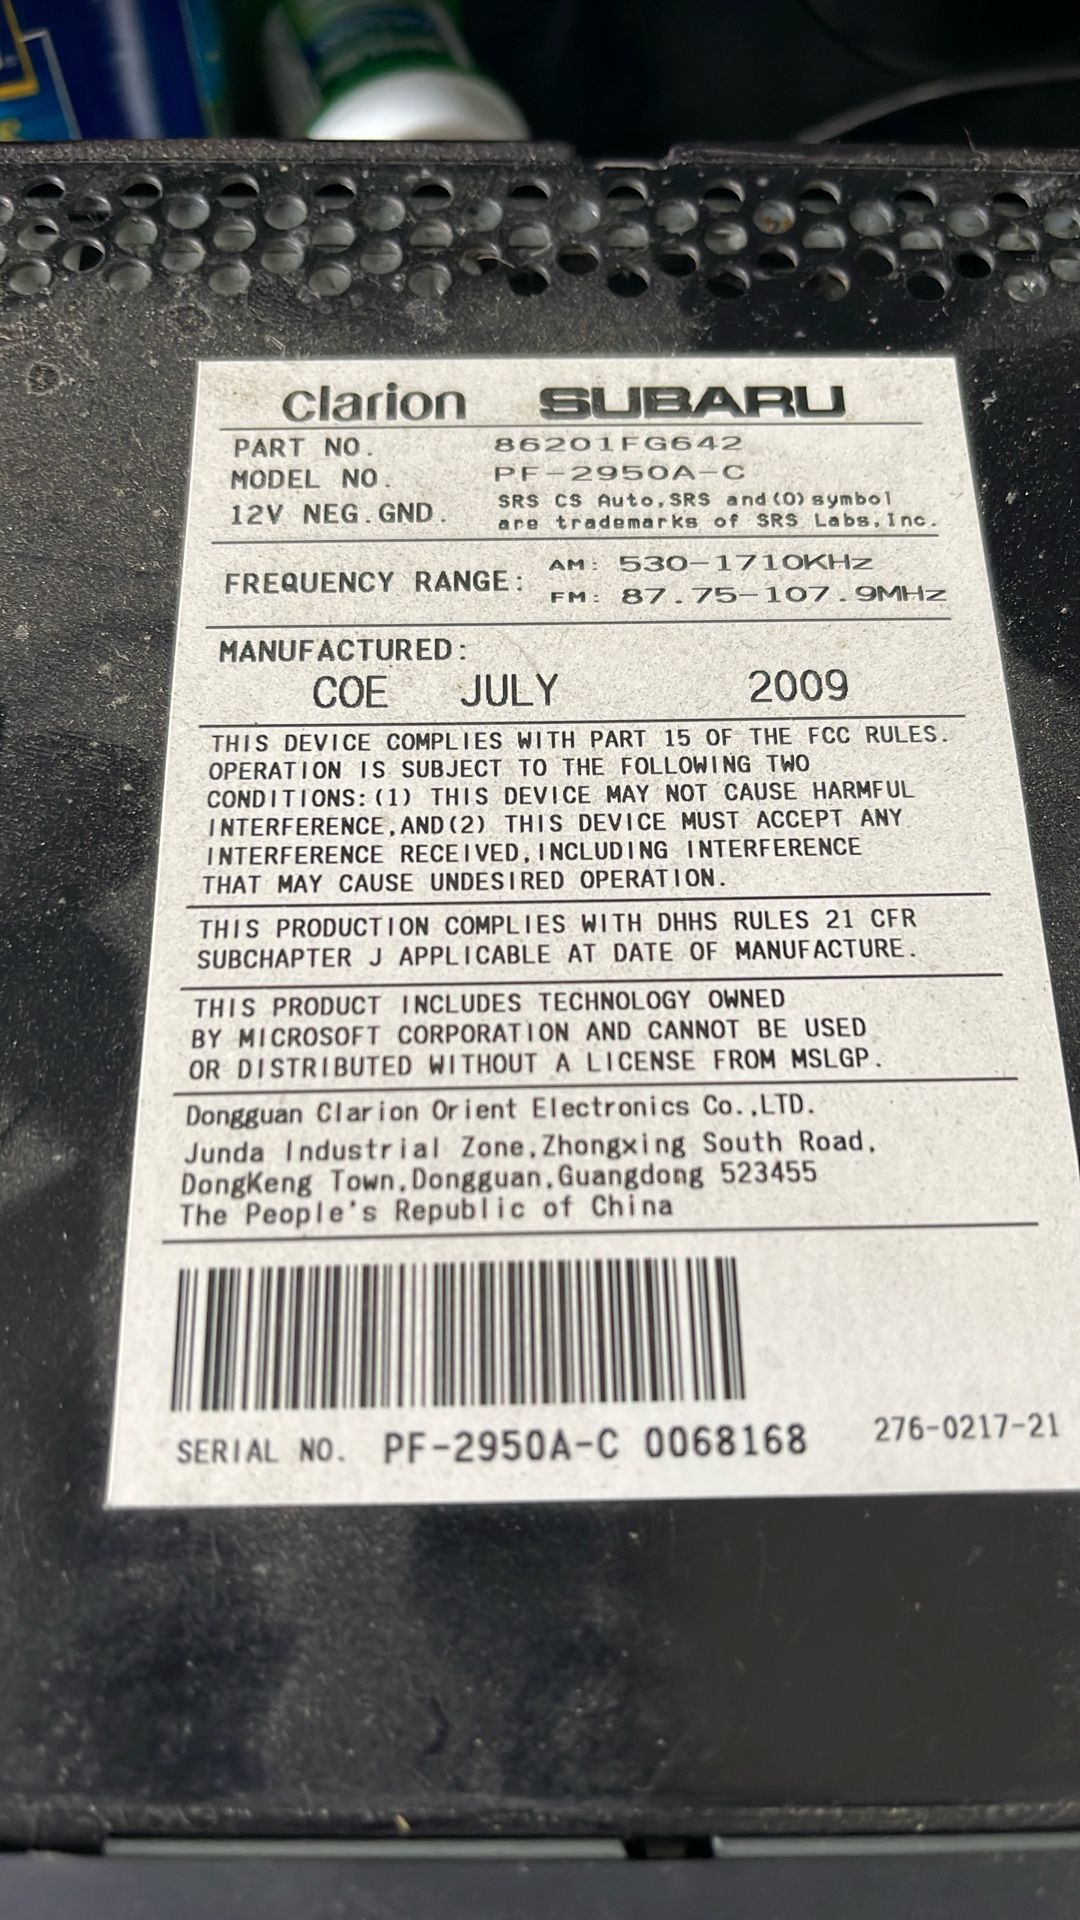 clarion SUBARU
PART NO. 86201FG642
MODEL NO. PF-2950A-C
12V NEG.GND. SRS CS Auto,SRS and(O)symbol
are trademarks of SRS Labs,Inc.
FREQUENCY RANGE: AM: 530-1710KHz
FM: 87.75-107.9MHz
MANUFACTURED:
COE JULY 2009
THIS DEVICE COMPLIES WITH PART 15 OF THE FCC RULES.
OPERATION IS SUBJECT TO THE FOLLOWING TWO
CONDITIONS:(1) THIS DEVICE MAY NOT CAUSE HARMFUL
INTERFERENCE,AND(2) THIS DEVICE MUST ACCEPT ANY
INTERFERENCE RECEIVED,INCLUDING INTERFERENCE
THAT MAY CAUSE UNDESIRED OPERATION.
THIS PRODUCTION COMPLIES WITH DHHS RULES 21 CFR
SUBCHAPTER J APPLICABLE AT DATE OF MANUFACTURE.
THIS PRODUCT INCLUDES TECHNOLOGY OWNED
BY MICROSOFT CORPORATION AND CANNOT BE USED
OR DISTRIBUTED WITHOUT A LICENSE FROM MSLGP.
Dongguan Clarion Orient Electronics Co.,LTD.
Junda Industrial Zone,Zhongxing South Road,
DongKeng Town,Dongguan,Guangdong 523455
The People's Republic of China
SERIAL NO. PF-2950A-C 0068168 276-0217-21